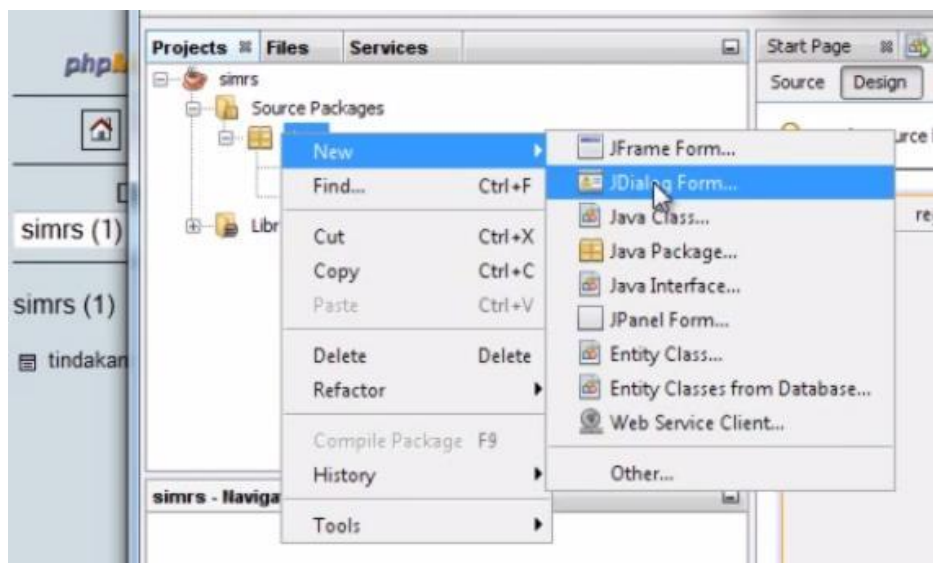 php
simrs (1)
simrs (1)
tindakan
Projects Files Services
simrs
Source Packages
Libr
simrs - Naviga
New
Find... Ctrl+F
Cut Ctrl+X
Copy Ctrl+C
Paste Ctrl+V
Delete Delete
Refactor
Compile Package F9
History
Tools
JFrame Form...
JDialog Form...
Java Class...
Java Package...
Java Interface...
JPanel Form...
Entity Class...
Entity Classes from Database...
Web Service Client...
Other...
Start Page
Source Design
urce
re